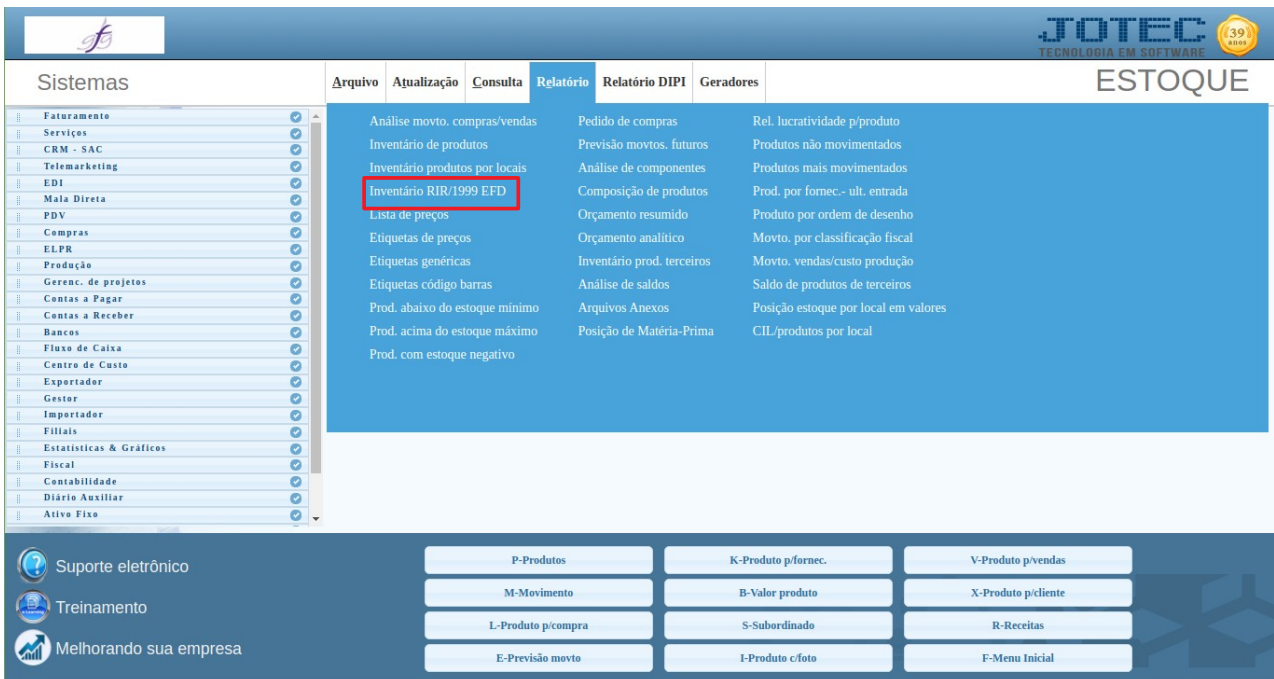 gfg
JOTEC
TECNOLOGIA EM SOFTWARE
39
anos
Sistemas
Arquivo Atualização Consulta Relatório Relatório DIPI Geradores
ESTOQUE
Faturamento
Serviços
CRM - SAC
Telemarketing
EDI
Mala Direta
PDV
Compras
ELPR
Produção
Gerenc. de projetos
Contas a Pagar
Contas a Receber
Bancos
Fluxo de Caixa
Centro de Custo
Exportador
Gestor
Importador
Filiais
Estatísticas & Gráficos
Fiscal
Contabilidade
Diário Auxiliar
Ativo Fixo
Análise movto. compras/vendas
Inventário de produtos
Inventário produtos por locais
Inventário RIR/1999 EFD
Lista de preços
Etiquetas de preços
Etiquetas genéricas
Etiquetas código barras
Prod. abaixo do estoque mínimo
Prod. acima do estoque máximo
Prod. com estoque negativo
Pedido de compras
Previsão movtos. futuros
Análise de componentes
Composição de produtos
Orçamento resumido
Orçamento analítico
Inventário prod. terceiros
Análise de saldos
Arquivos Anexos
Posição de Matéria-Prima
Rel. lucratividade p/produto
Produtos não movimentados
Produtos mais movimentados
Prod. por fornec.- ult. entrada
Produto por ordem de desenho
Movto. por classificação fiscal
Movto. vendas/custo produção
Saldo de produtos de terceiros
Posição estoque por local em valores
CIL/produtos por local
Suporte eletrônico
Treinamento
Melhorando sua empresa
P-Produtos
K-Produto p/fornec.
V-Produto p/vendas
M-Movimento
B-Valor produto
X-Produto p/cliente
L-Produto p/compra
S-Subordinado
R-Receitas
E-Previsão movto
I-Produto c/foto
F-Menu Inicial